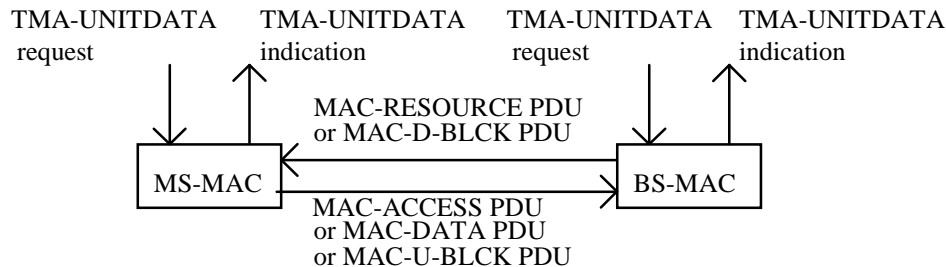 TMA-UNITDATA
request
TMA-UNITDATA
indication
TMA-UNITDATA
request
TMA-UNITDATA
indication
MAC-RESOURCE PDU
or MAC-D-BLCK PDU
MS-MAC
BS-MAC
MAC-ACCESS PDU
or MAC-DATA PDU
or MAC-U-BLCK PDU